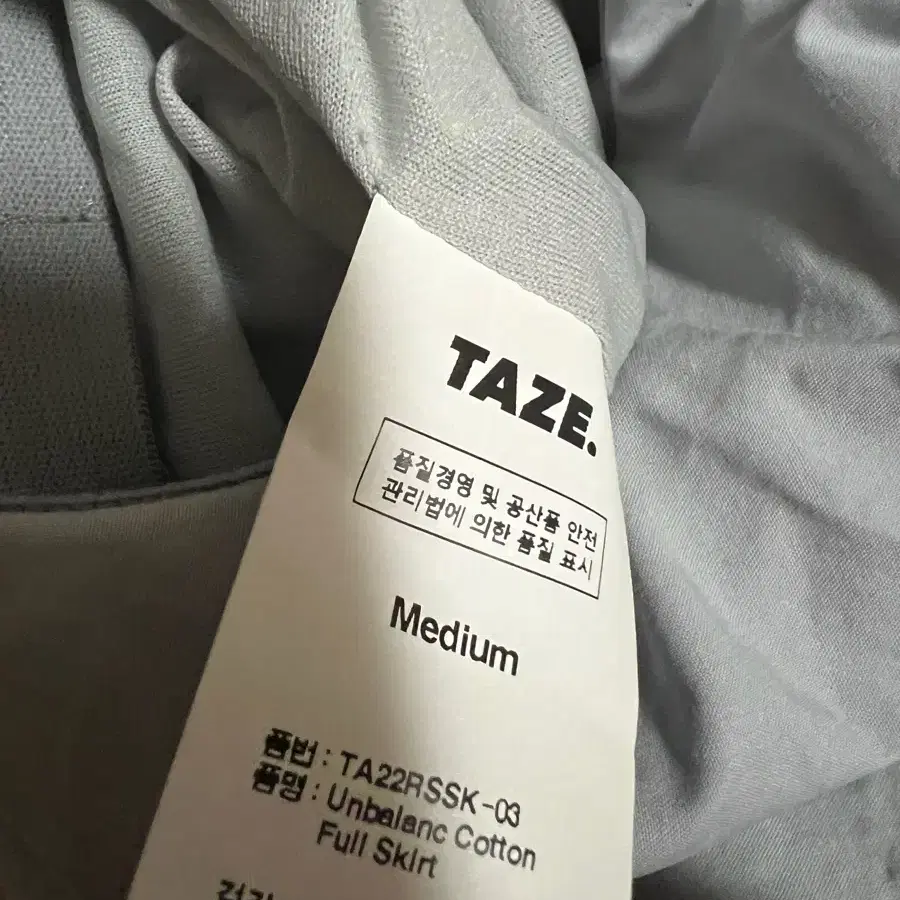 TAZE.
품질경영 및 공산품 안전
관리법에 의한 품질 표시
Medium
품번 : TA22RSSK-03
품명 : Unbalanc Cotton
Full Skirt